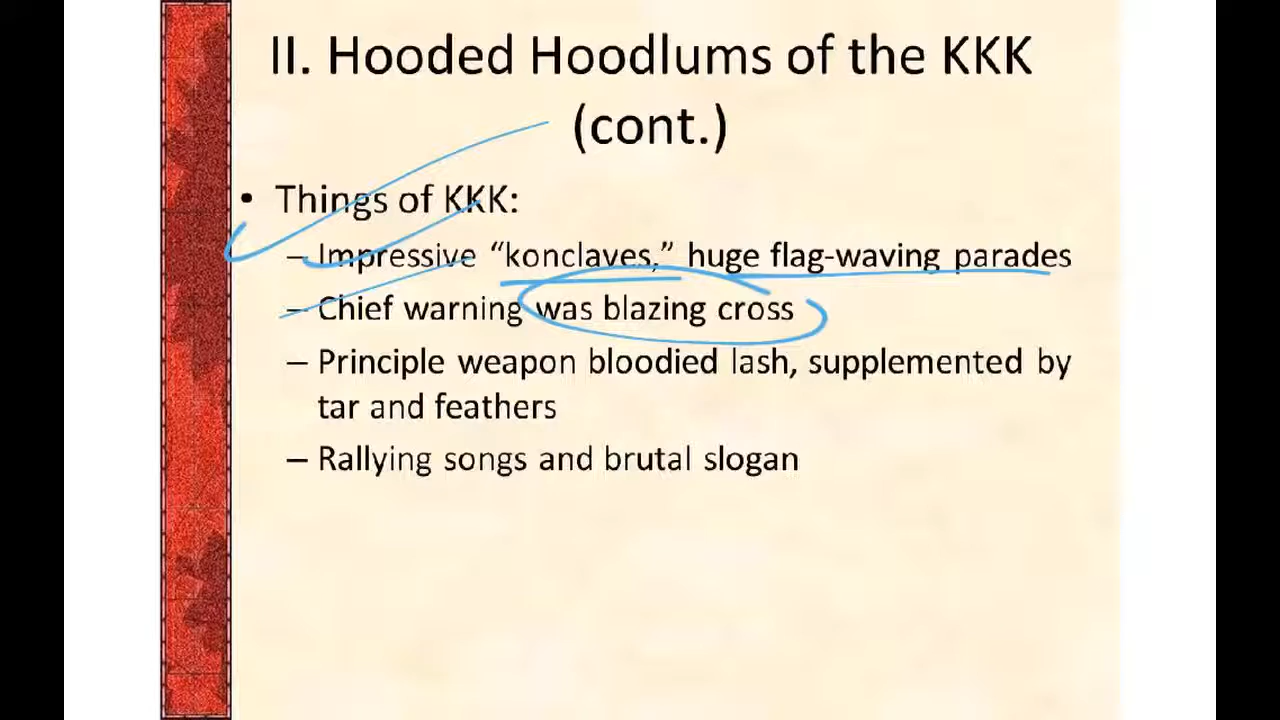 II. Hooded Hoodlums of the KKK
(cont.)
• Things of KKK:
– Impressive “konclaves,” huge flag-waving parades
– Chief warning was blazing cross
– Principle weapon bloodied lash, supplemented by
tar and feathers
– Rallying songs and brutal slogan